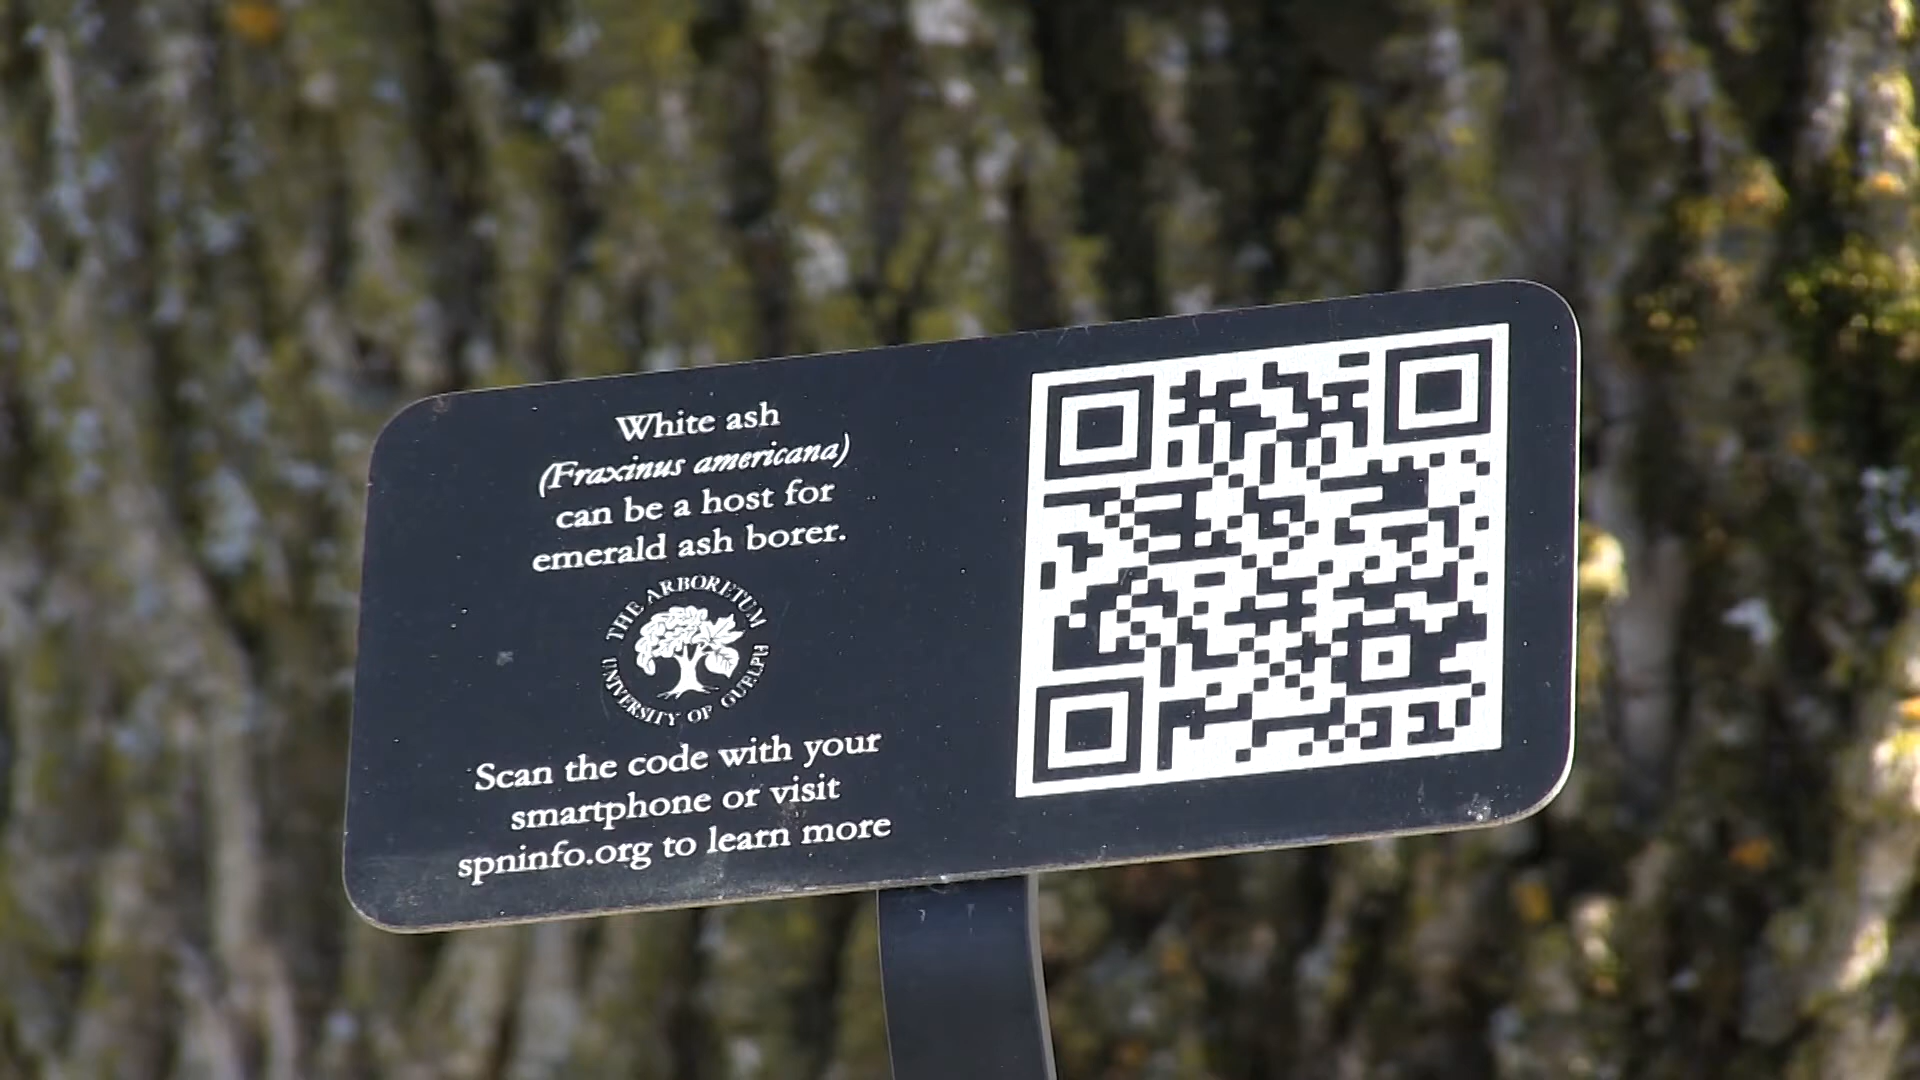 White ash
(Fraxinus americana)
can be a host for
emerald ash borer.
THE ARBORETUM
UNIVERSITY OF GUELPH
Scan the code with your
smartphone or visit
spninfo.org to learn more